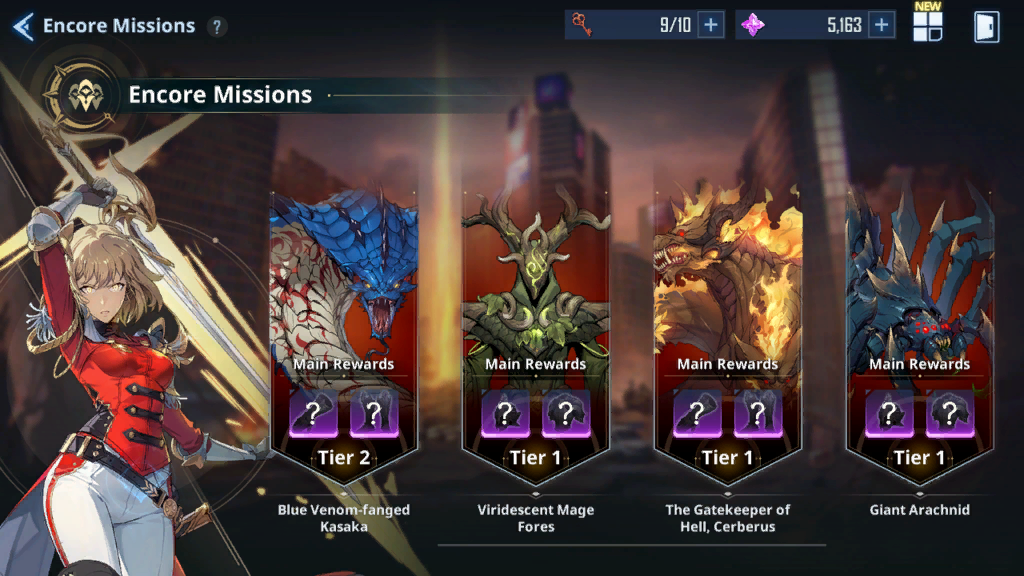 Encore Missions ?
9/10 +
5,163 +
NEW
Encore Missions
Main Rewards
? ?
Tier 2
Blue Venom-fanged
Kasaka
Main Rewards
? ?
Tier 1
Viridescent Mage
Fores
Main Rewards
? ?
Tier 1
The Gatekeeper of
Hell, Cerberus
Main Rewards
? ?
Tier 1
Giant Arachnid